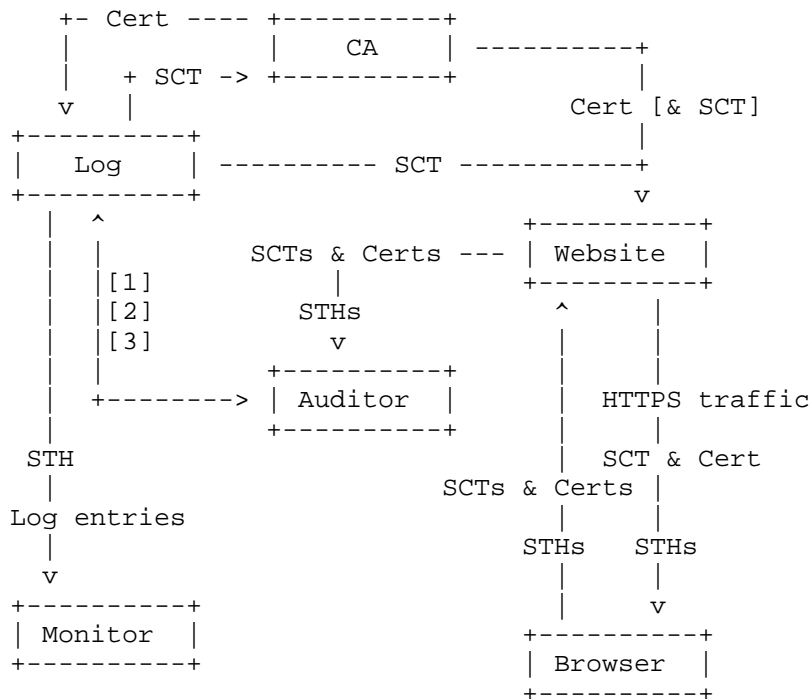 Cert
CA
SCT
Cert [& SCT]
Log
SCT
SCTs & Certs
Website
[1]
[2]
STHs
[3]
Auditor
HTTPS traffic
STH
SCT & Cert
SCTs & Certs
Log entries
STHs
STHs
Monitor
Browser